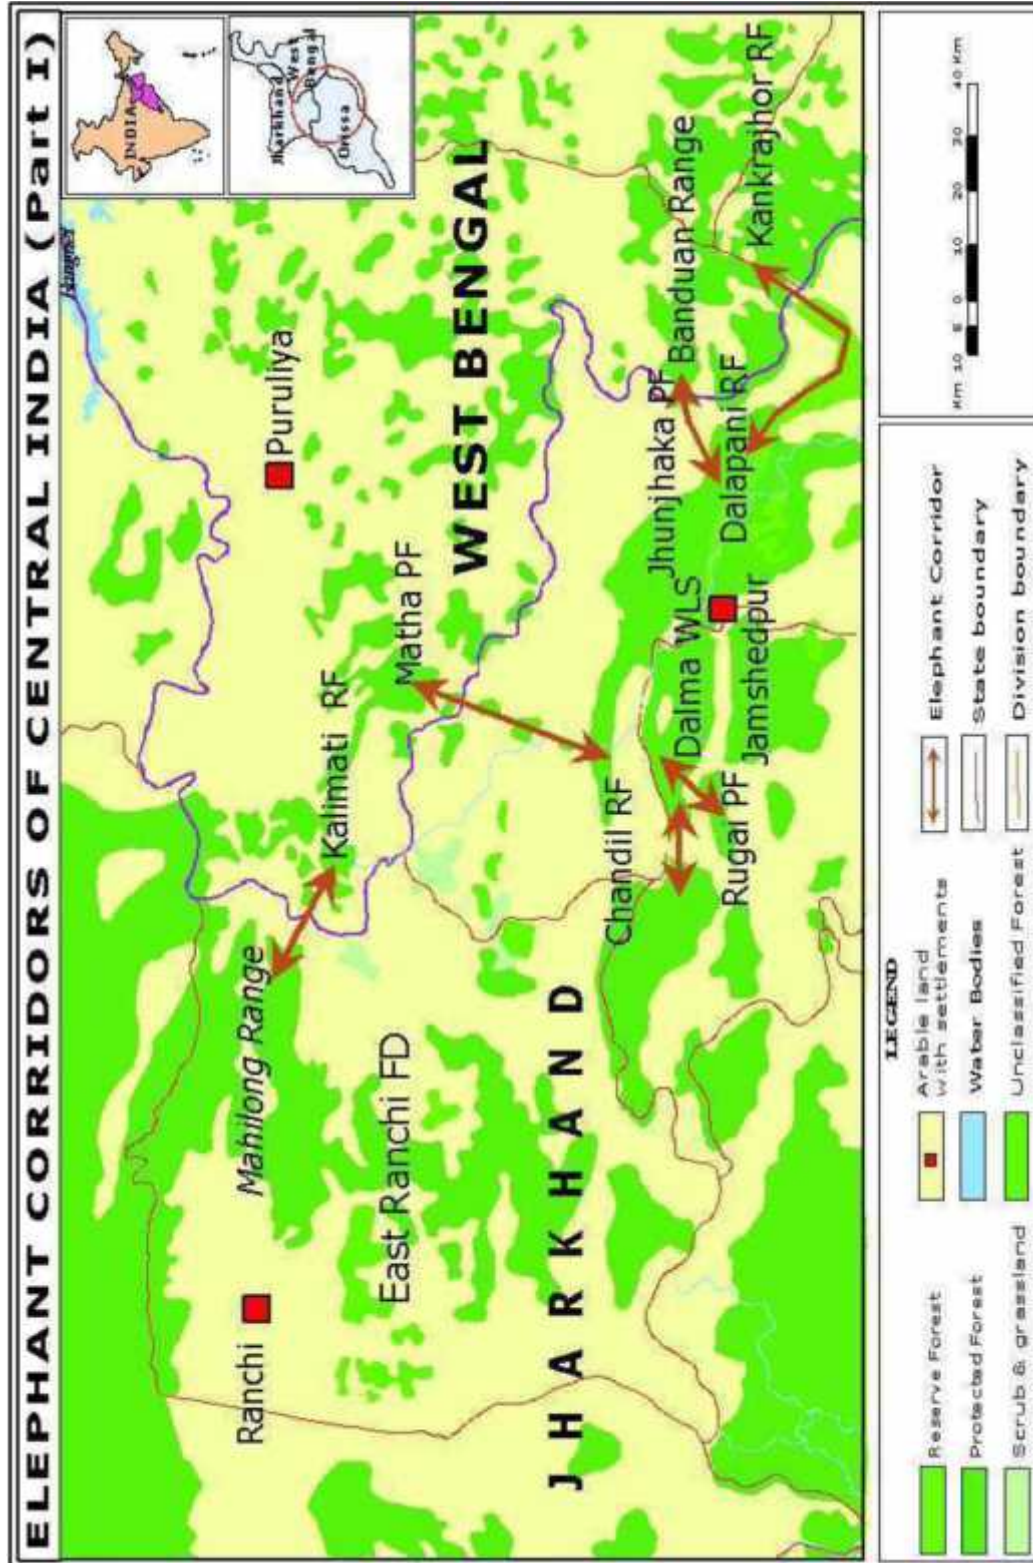 ELEPHANT CORRIDORS OF CENTRAL INDIA (Part I)
INDIA
Jharkhand
West
Bengal
Orissa
Ranchi
Mahilong Range
Kalimati RF
Puruliya
East Ranchi FD
Matha PF
WEST BENGAL
JHARKHAND
Chandil RF
Jhunjhaka PF
Banduan Range
Dalma WLS
Rugai PF
Jamshedpur
Dalapani RF
Kankrajhor RF
LEGEND
Reserve Forest
Protected Forest
Scrub & grassland
Arable land
with settlements
Water Bodies
Unclassified Forest
Elephant Corridor
State boundary
Division boundary
Km 10 5 0 10 20 30 40 Km